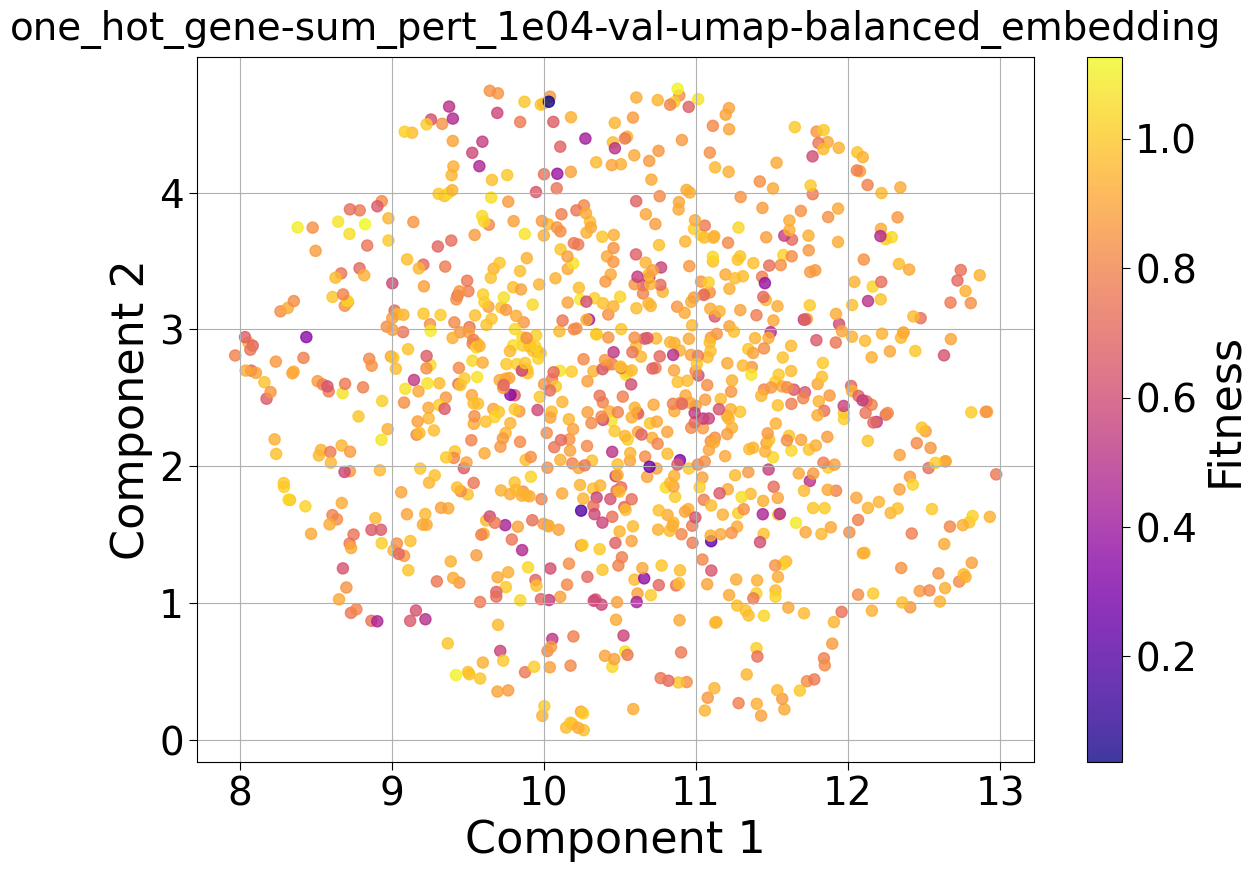 one_hot_gene-sum_pert_1e04-val-umap-balanced_embedding
4
3
2
1
0
Component 2
8 9 10 11 12 13
Component 1
1.0
0.8
0.6
0.4
0.2
Fitness